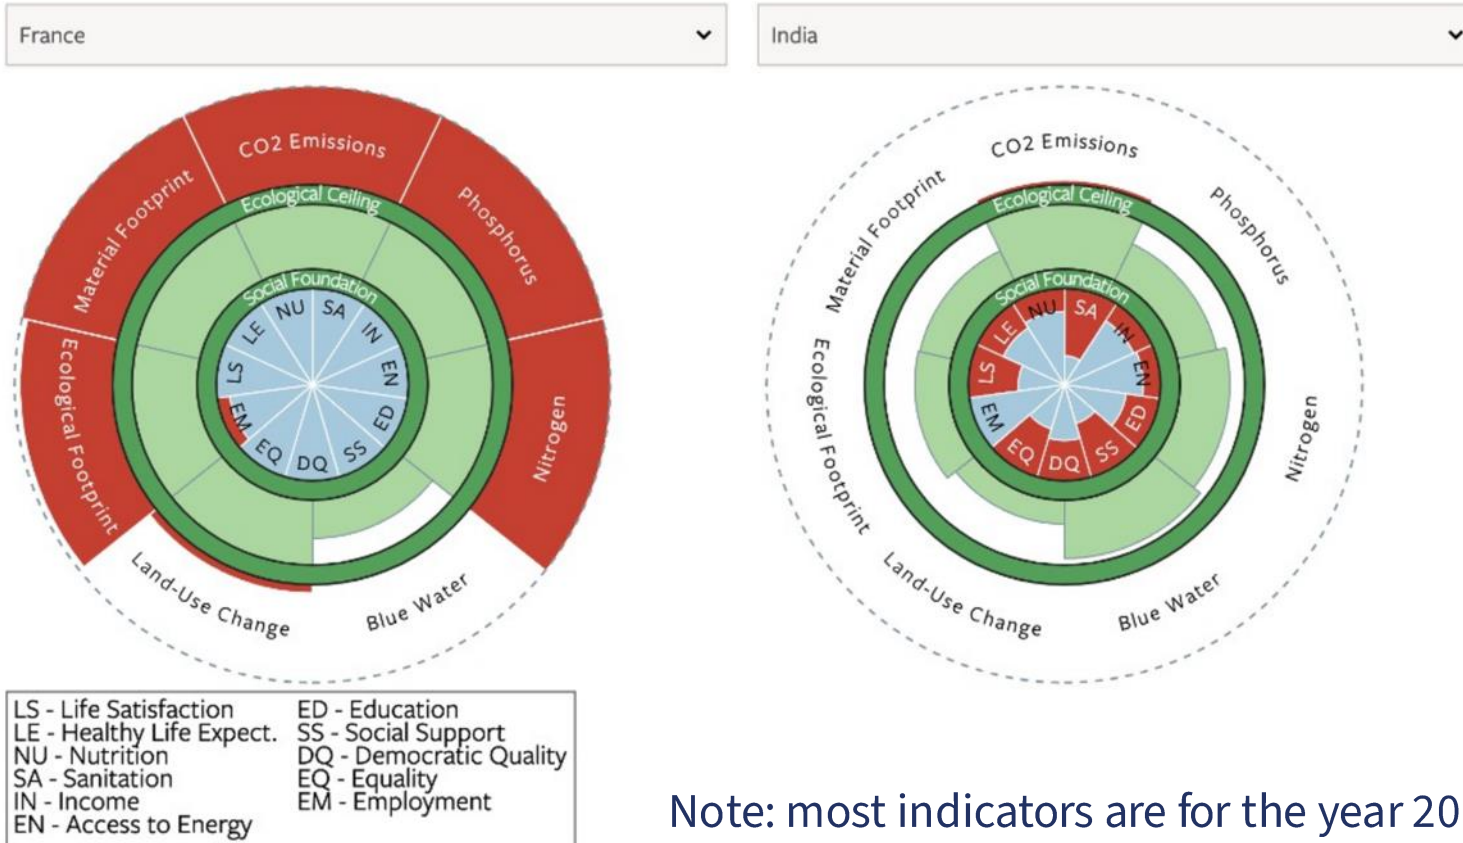 France
India
CO2 Emissions
Phosphorus
Nitrogen
Blue Water
Land-Use Change
Ecological Footprint
Material Footprint
Ecological Ceiling
Social Foundation
NU
SA
IN
EN
ED
SS
DQ
EQ
EM
LS
LE
CO2 Emissions
Phosphorus
Nitrogen
Blue Water
Land-Use Change
Ecological Footprint
Material Footprint
Ecological Ceiling
Social Foundation
NU
SA
IN
EN
ED
SS
DQ
EQ
EM
LS
LE
LS - Life Satisfaction
LE - Healthy Life Expect.
NU - Nutrition
SA - Sanitation
IN - Income
EN - Access to Energy
ED - Education
SS - Social Support
DQ - Democratic Quality
EQ - Equality
EM - Employment
Note: most indicators are for the year 20